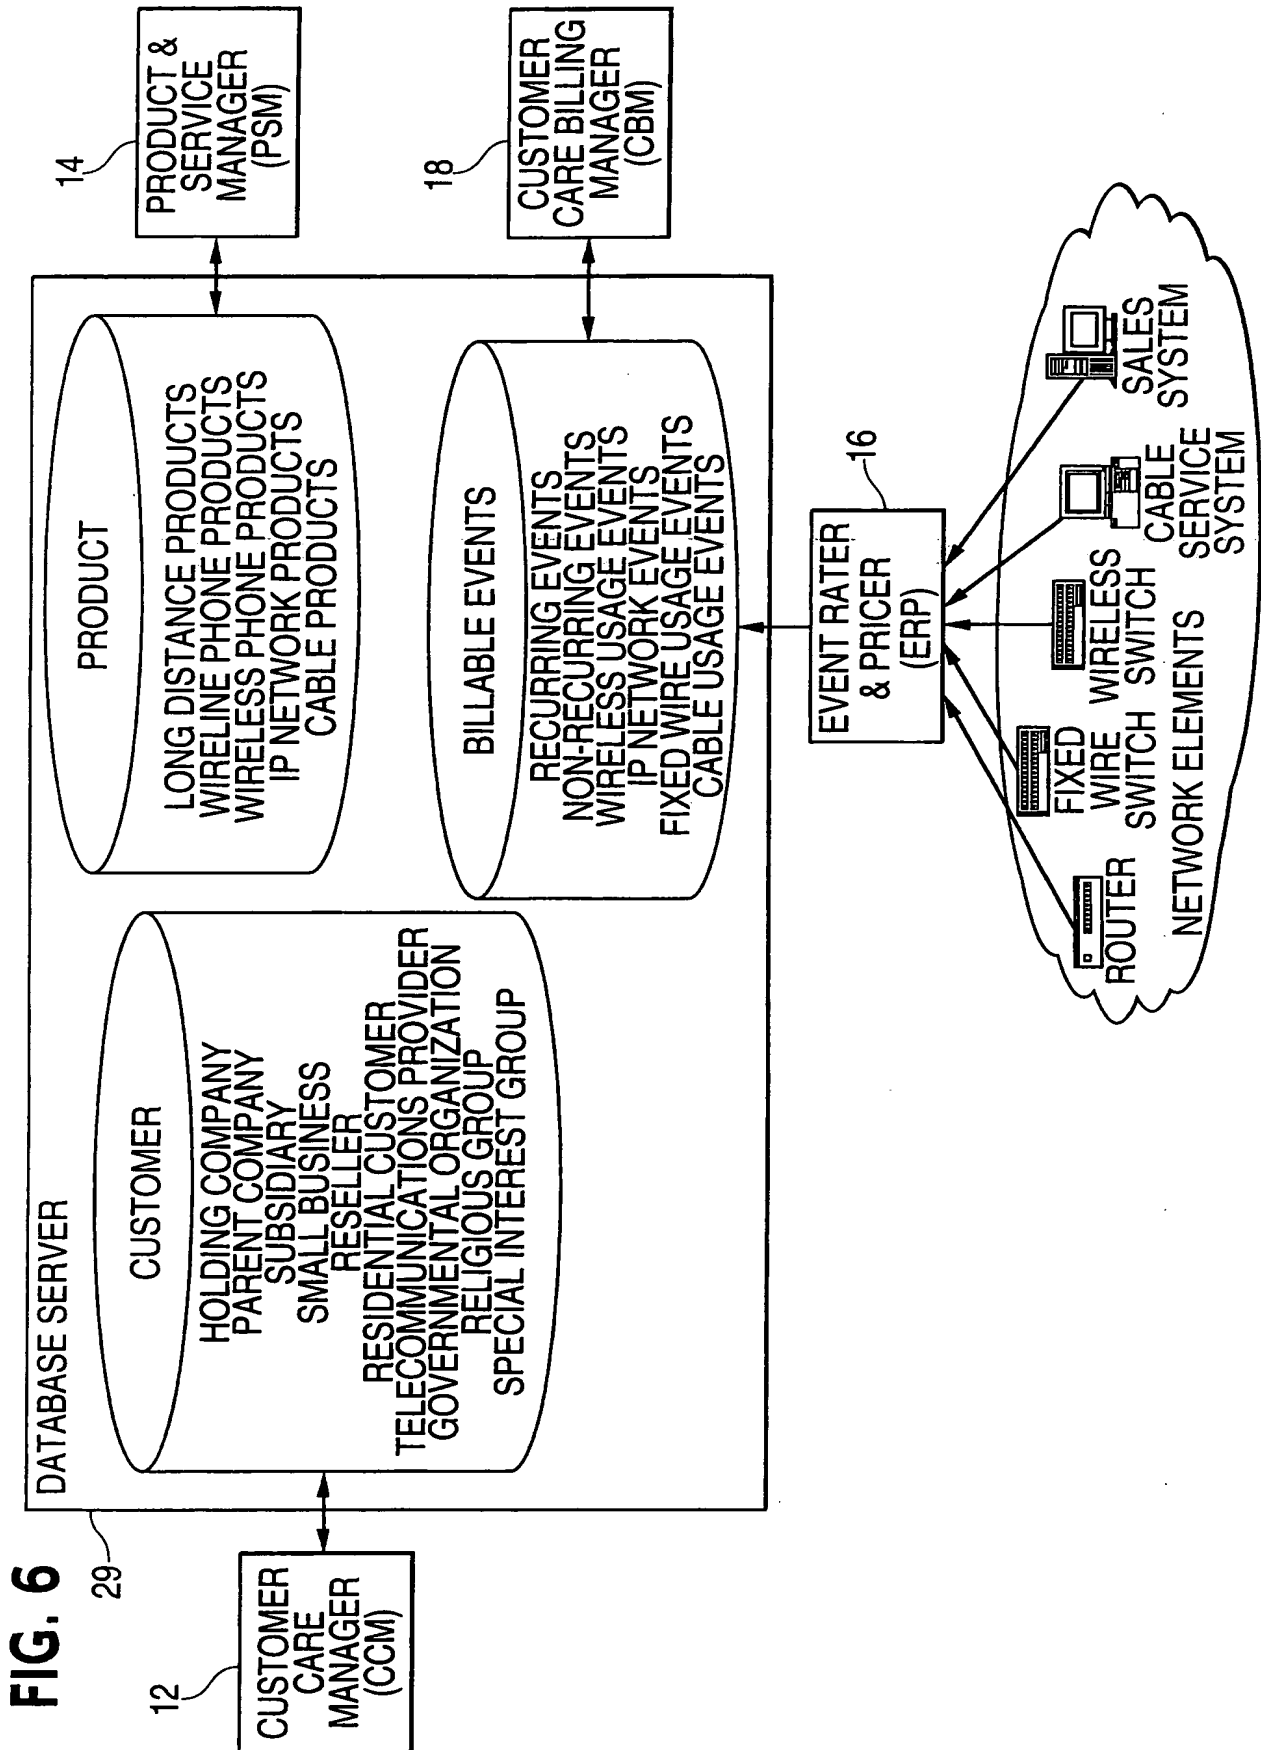 FIG. 6
29
DATABASE SERVER
12
CUSTOMER
CARE
MANAGER
(CCM)
CUSTOMER
HOLDING COMPANY
PARENT COMPANY
SUBSIDIARY
SMALL BUSINESS
RESELLER
RESIDENTIAL CUSTOMER
TELECOMMUNICATIONS PROVIDER
GOVERNMENTAL ORGANIZATION
RELIGIOUS GROUP
SPECIAL INTEREST GROUP
PRODUCT
LONG DISTANCE PRODUCTS
WIRELINE PHONE PRODUCTS
WIRELESS PHONE PRODUCTS
IP NETWORK PRODUCTS
CABLE PRODUCTS
14
PRODUCT &
SERVICE
MANAGER
(PSM)
BILLABLE EVENTS
RECURRING EVENTS
NON-RECURRING EVENTS
WIRELESS USAGE EVENTS
IP NETWORK EVENTS
FIXED WIRE USAGE EVENTS
CABLE USAGE EVENTS
18
CUSTOMER
CARE BILLING
MANAGER
(CBM)
16
EVENT RATER
& PRICER
(ERP)
ROUTER
FIXED
WIRE
SWITCH
WIRELESS
SWITCH
CABLE
SERVICE
SYSTEM
SALES
SYSTEM
NETWORK ELEMENTS